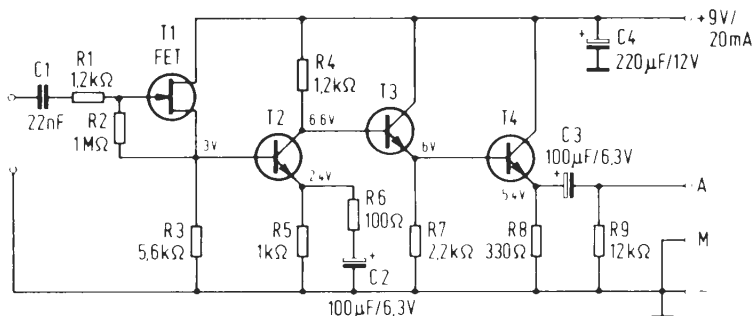 T1
FET
C1
22nF
R1
1,2kΩ
R2
1MΩ
3V
R3
5,6kΩ
R4
1,2kΩ
T2
6.6V
2.4V
R5
1kΩ
R6
100Ω
C2
100µF/6,3V
T3
6V
R7
2,2kΩ
T4
5.4V
R8
330Ω
C3
100µF/6,3V
+
R9
12kΩ
C4
220µF/12V
+
+9V/
20mA
A
M
–
+